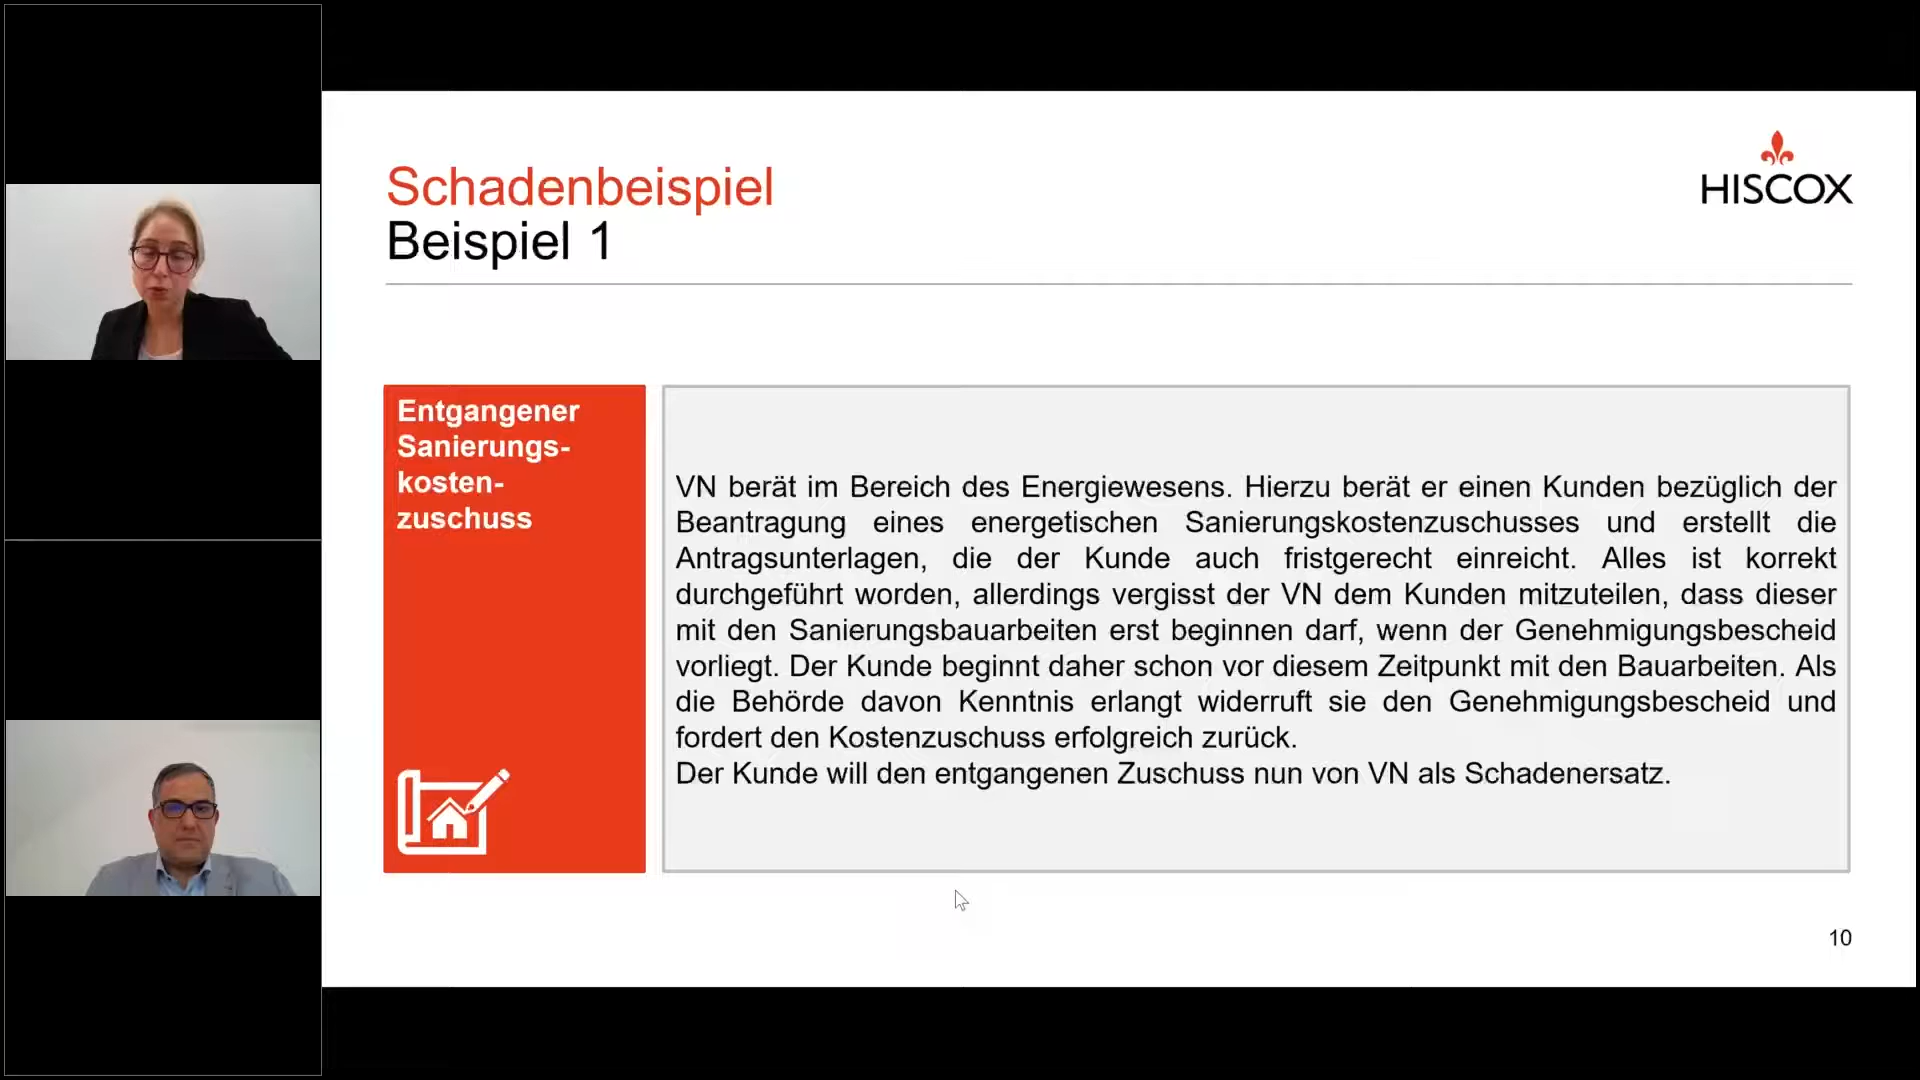 Schadenbeispiel
Beispiel 1
HISCOX
Entgangener
Sanierungs-
kosten-
zuschuss
VN berät im Bereich des Energiewesens. Hierzu berät er einen Kunden bezüglich der
Beantragung eines energetischen Sanierungskostenzuschusses und erstellt die
Antragsunterlagen, die der Kunde auch fristgerecht einreicht. Alles ist korrekt
durchgeführt worden, allerdings vergisst der VN dem Kunden mitzuteilen, dass dieser
mit den Sanierungsbauarbeiten erst beginnen darf, wenn der Genehmigungsbescheid
vorliegt. Der Kunde beginnt daher schon vor diesem Zeitpunkt mit den Bauarbeiten. Als
die Behörde davon Kenntnis erlangt widerruft sie den Genehmigungsbescheid und
fordert den Kostenzuschuss erfolgreich zurück.
Der Kunde will den entgangenen Zuschuss nun von VN als Schadenersatz.
10